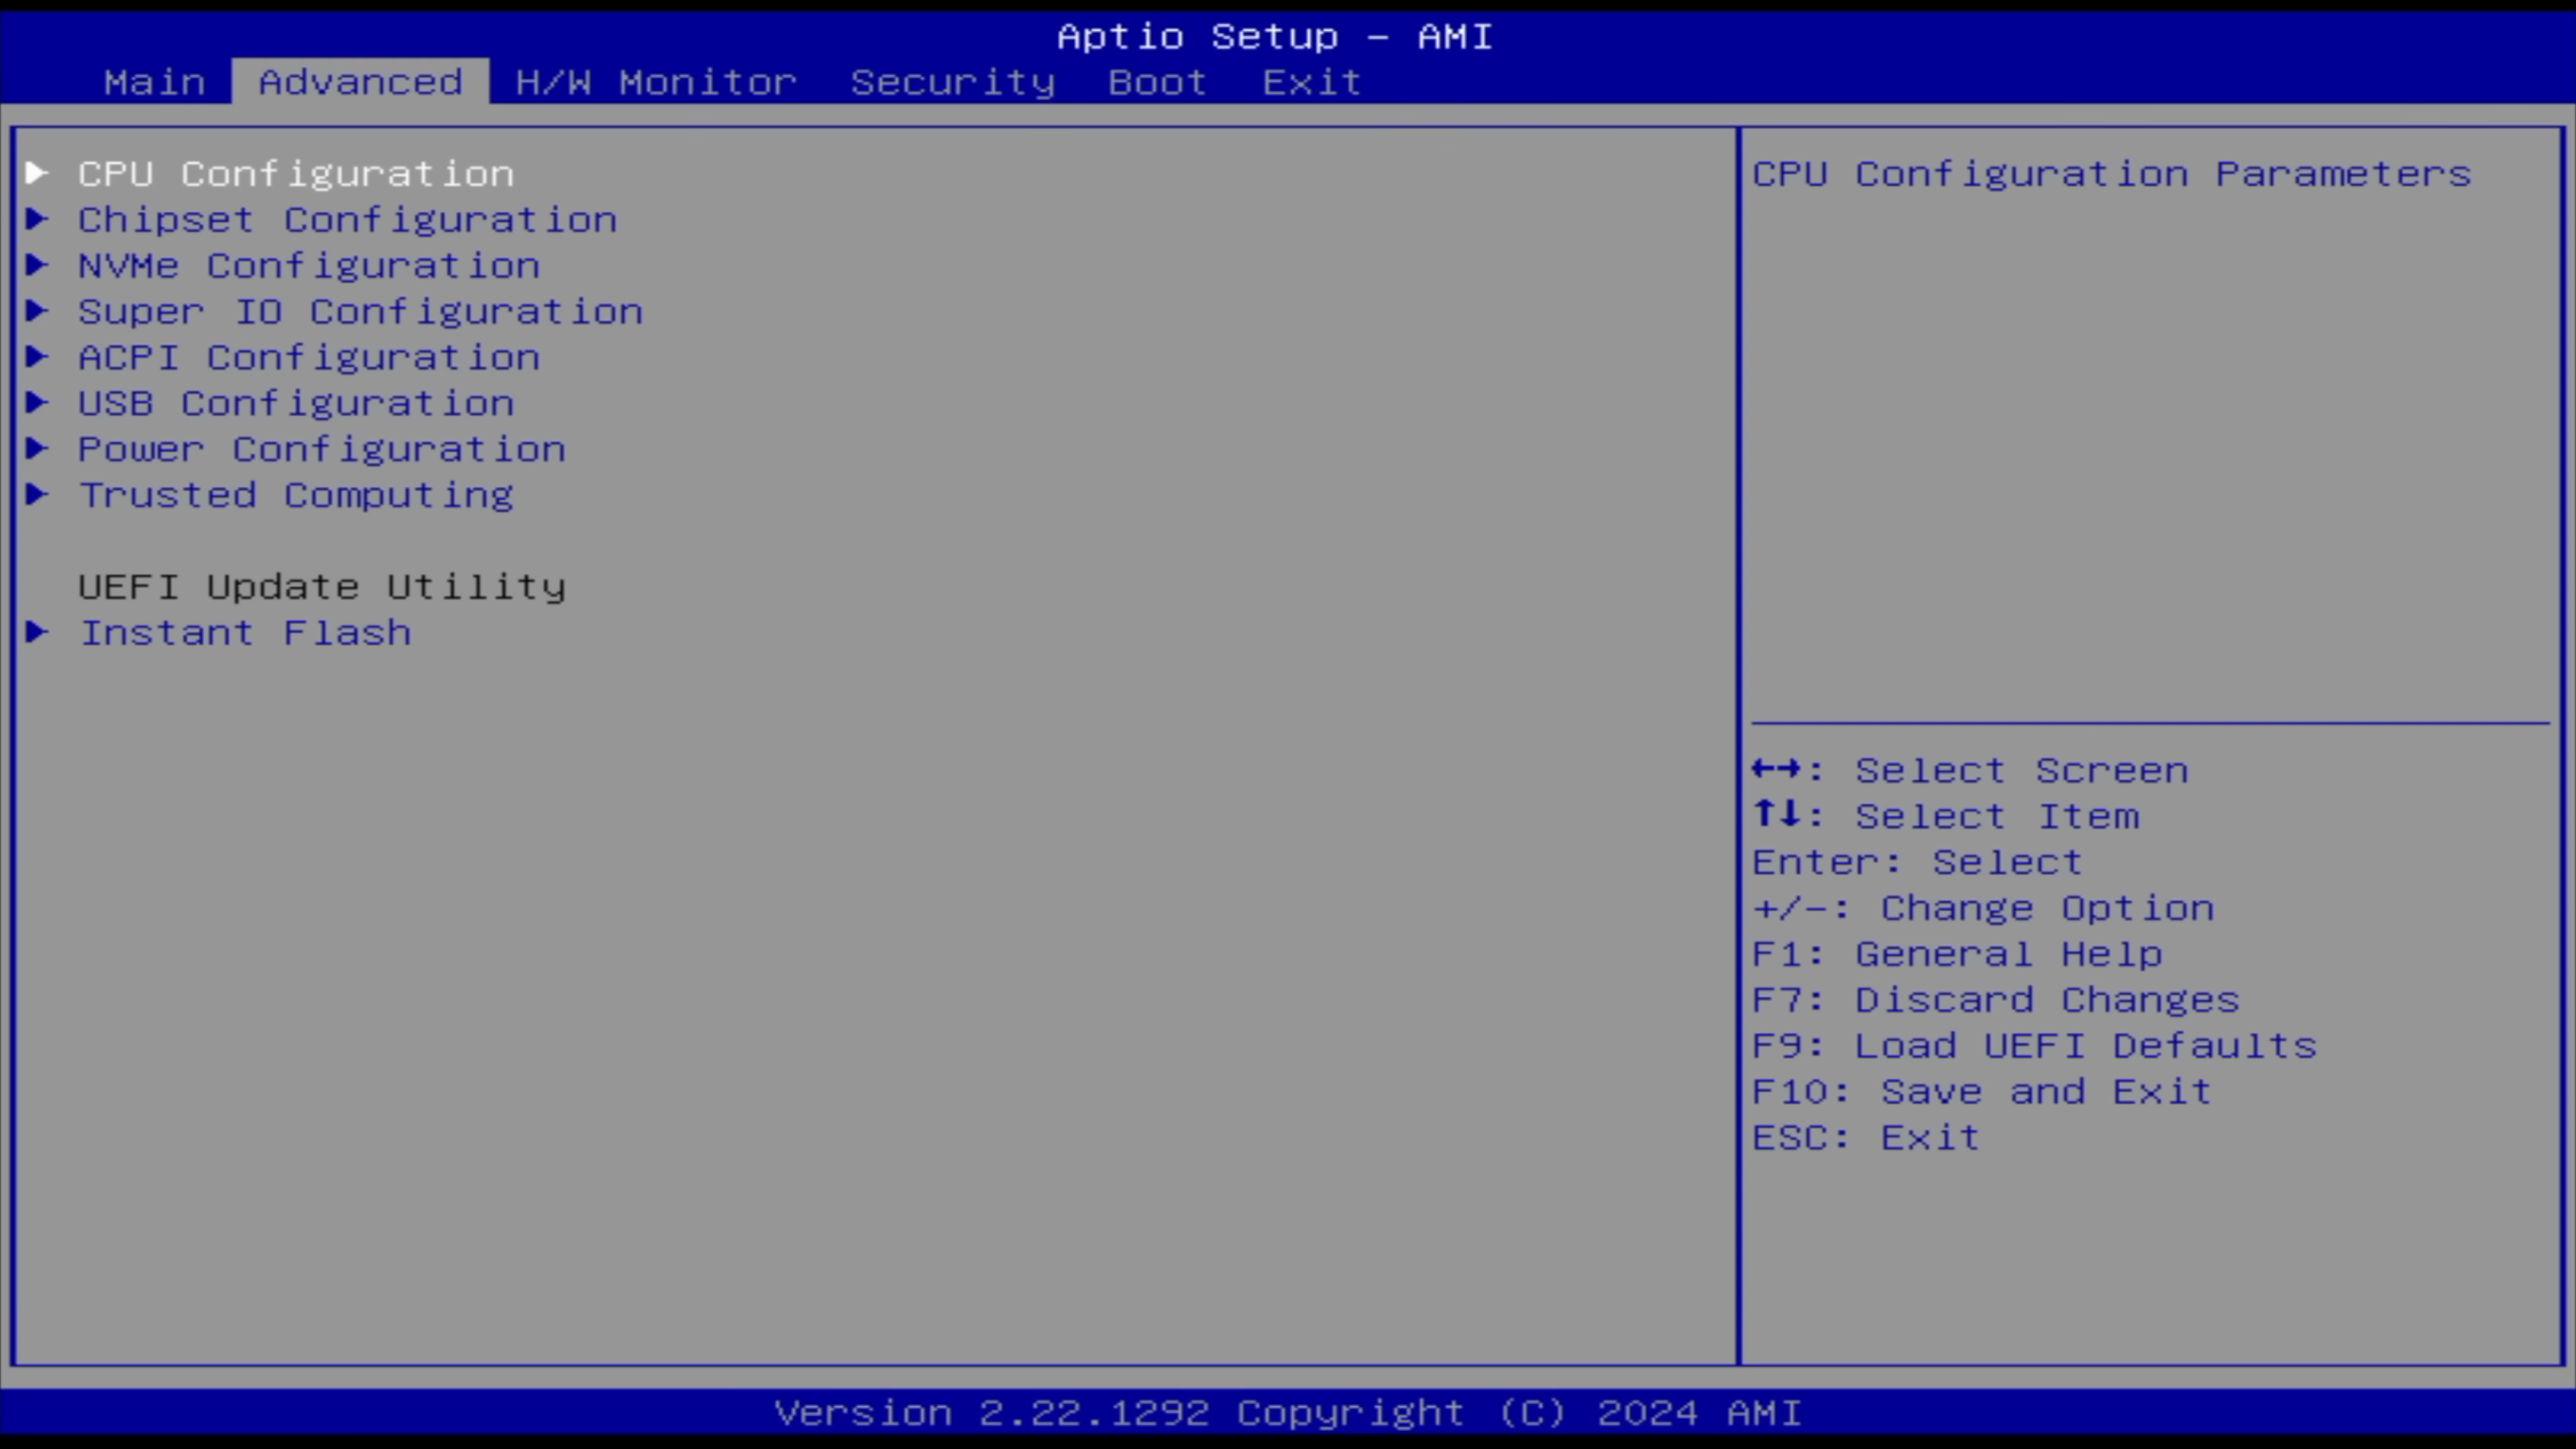 Aptio Setup - AMI
Main Advanced H/W Monitor Security Boot Exit
CPU Configuration
Chipset Configuration
NVMe Configuration
Super IO Configuration
ACPI Configuration
USB Configuration
Power Configuration
Trusted Computing
UEFI Update Utility
Instant Flash
CPU Configuration Parameters
←→: Select Screen
↑↓: Select Item
Enter: Select
+/-: Change Option
F1: General Help
F7: Discard Changes
F9: Load UEFI Defaults
F10: Save and Exit
ESC: Exit
Version 2.22.1292 Copyright (C) 2024 AMI